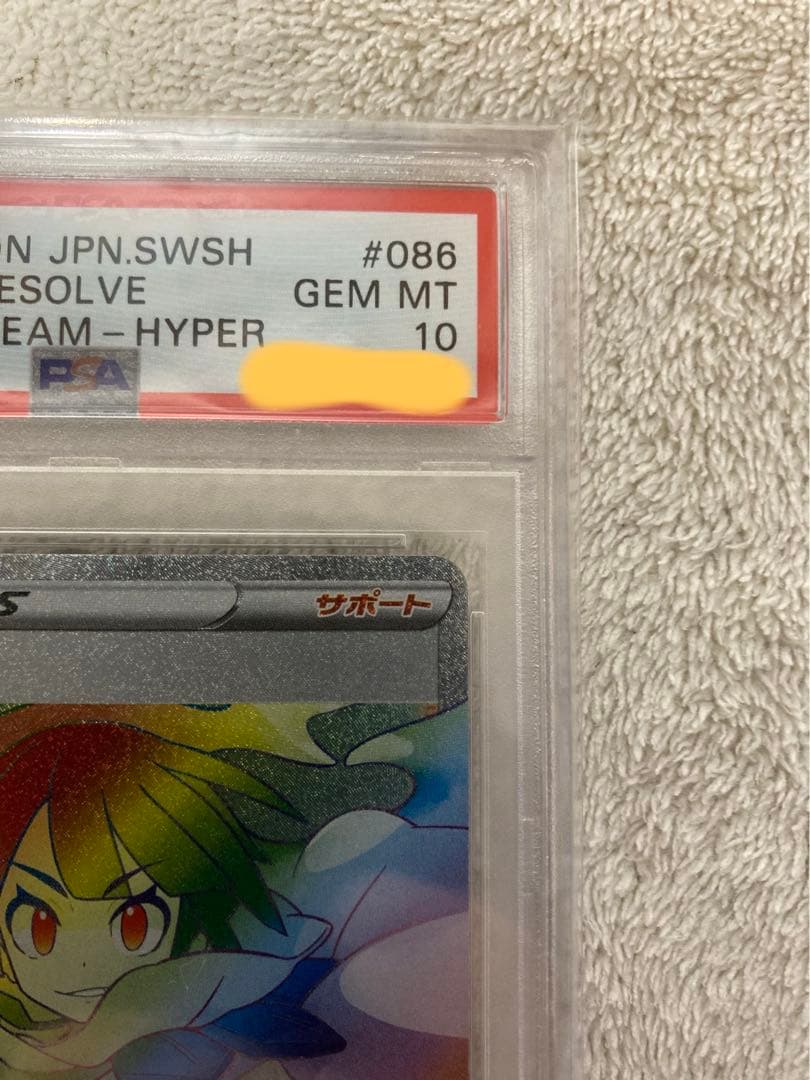 ON JPN.SWSH #086
ESOLVE GEM MT
EAM-HYPER 10
PSA
S サポート